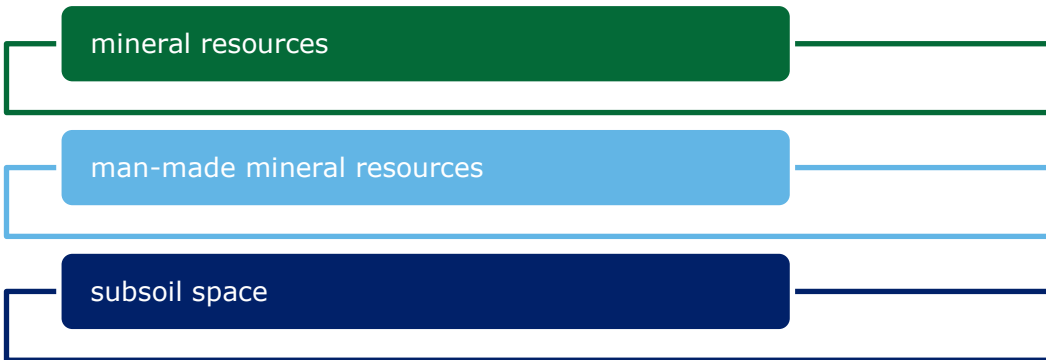 mineral resources
man-made mineral resources
subsoil space